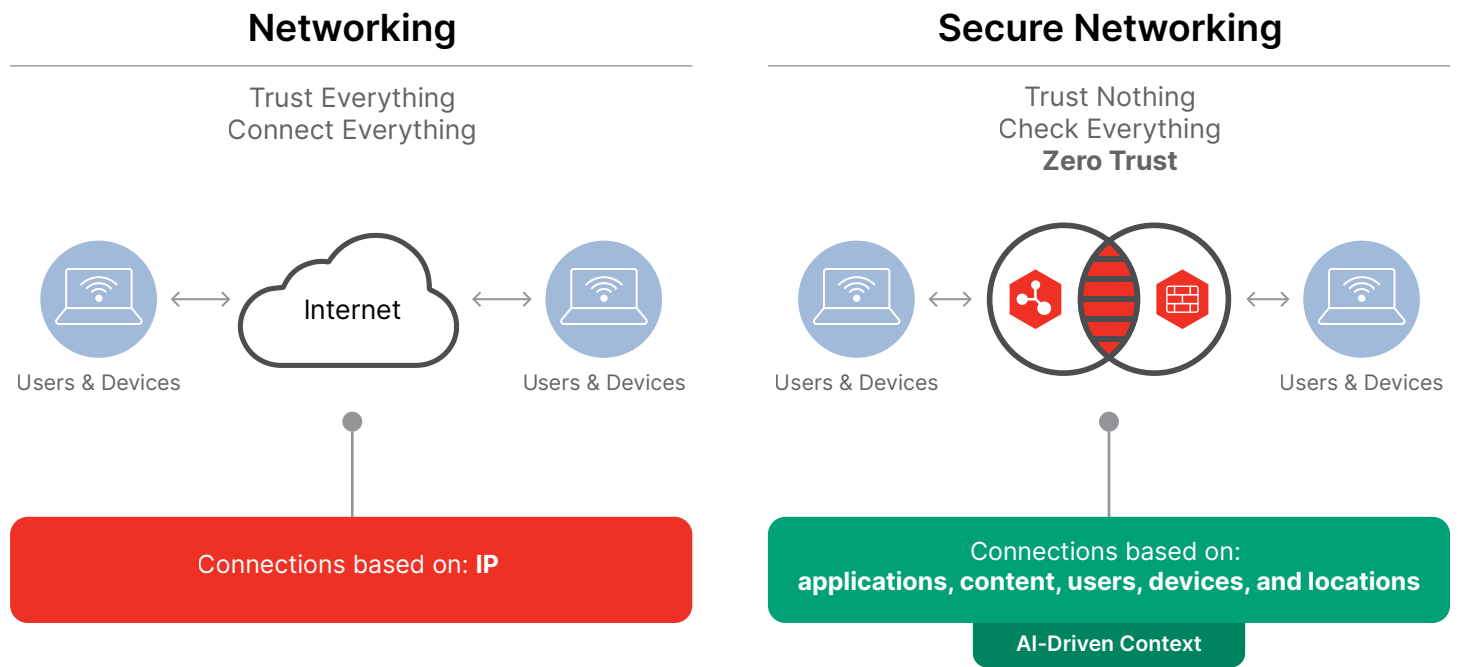 Networking
Trust Everything
Connect Everything
Internet
Users & Devices
Users & Devices
Connections based on: IP
Secure Networking
Trust Nothing
Check Everything
Zero Trust
Users & Devices
Users & Devices
Connections based on:
applications, content, users, devices, and locations
AI-Driven Context